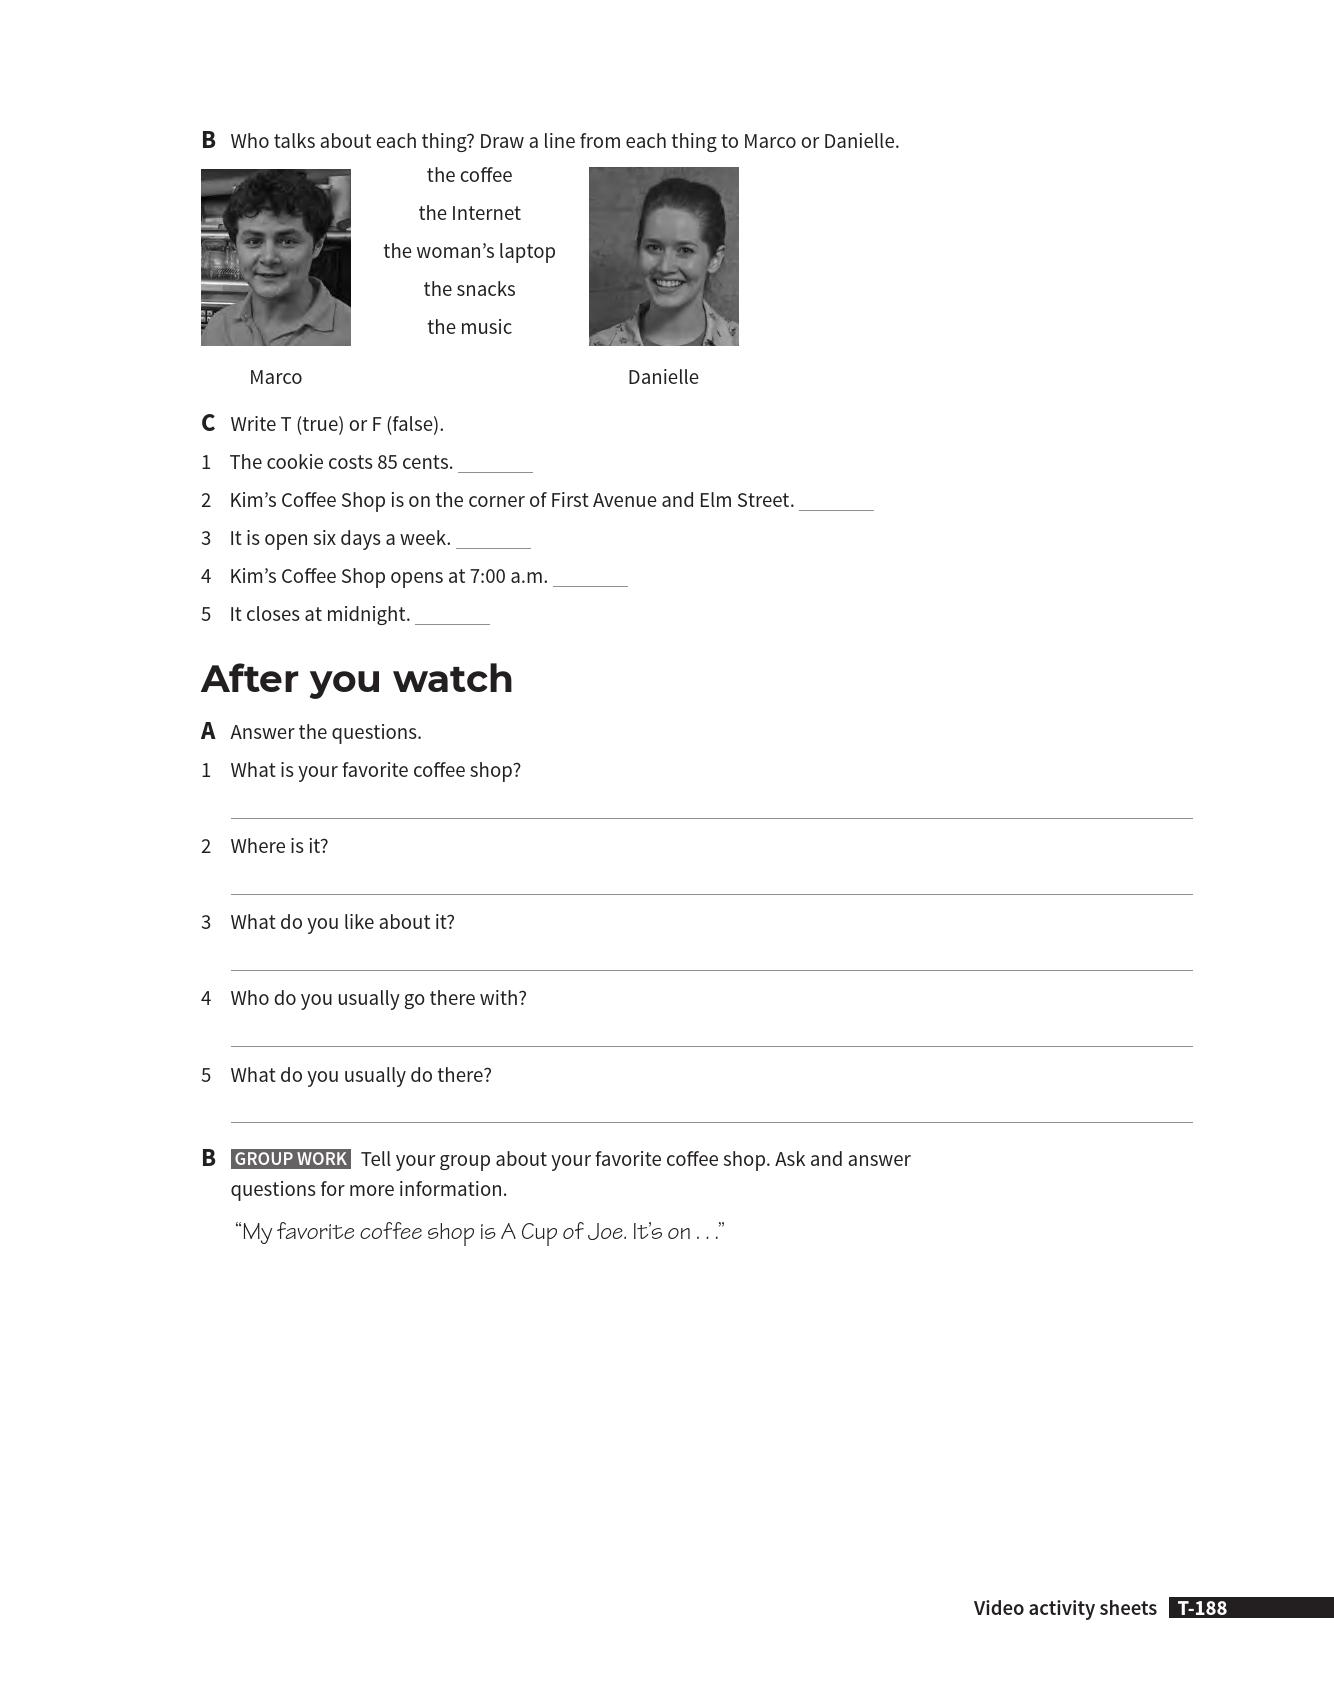 B Who talks about each thing? Draw a line from each thing to Marco or Danielle.
the coffee
the Internet
the woman’s laptop
the snacks
the music
Marco Danielle
C Write T (true) or F (false).
1 The cookie costs 85 cents.
2 Kim’s Coffee Shop is on the corner of First Avenue and Elm Street.
3 It is open six days a week.
4 Kim’s Coffee Shop opens at 7:00 a.m.
5 It closes at midnight.
After you watch
A Answer the questions.
1 What is your favorite coffee shop?
2 Where is it?
3 What do you like about it?
4 Who do you usually go there with?
5 What do you usually do there?
B GROUP WORK Tell your group about your favorite coffee shop. Ask and answer
questions for more information.
“My favorite coffee shop is A Cup of Joe. It’s on . . .”
Video activity sheets T-188